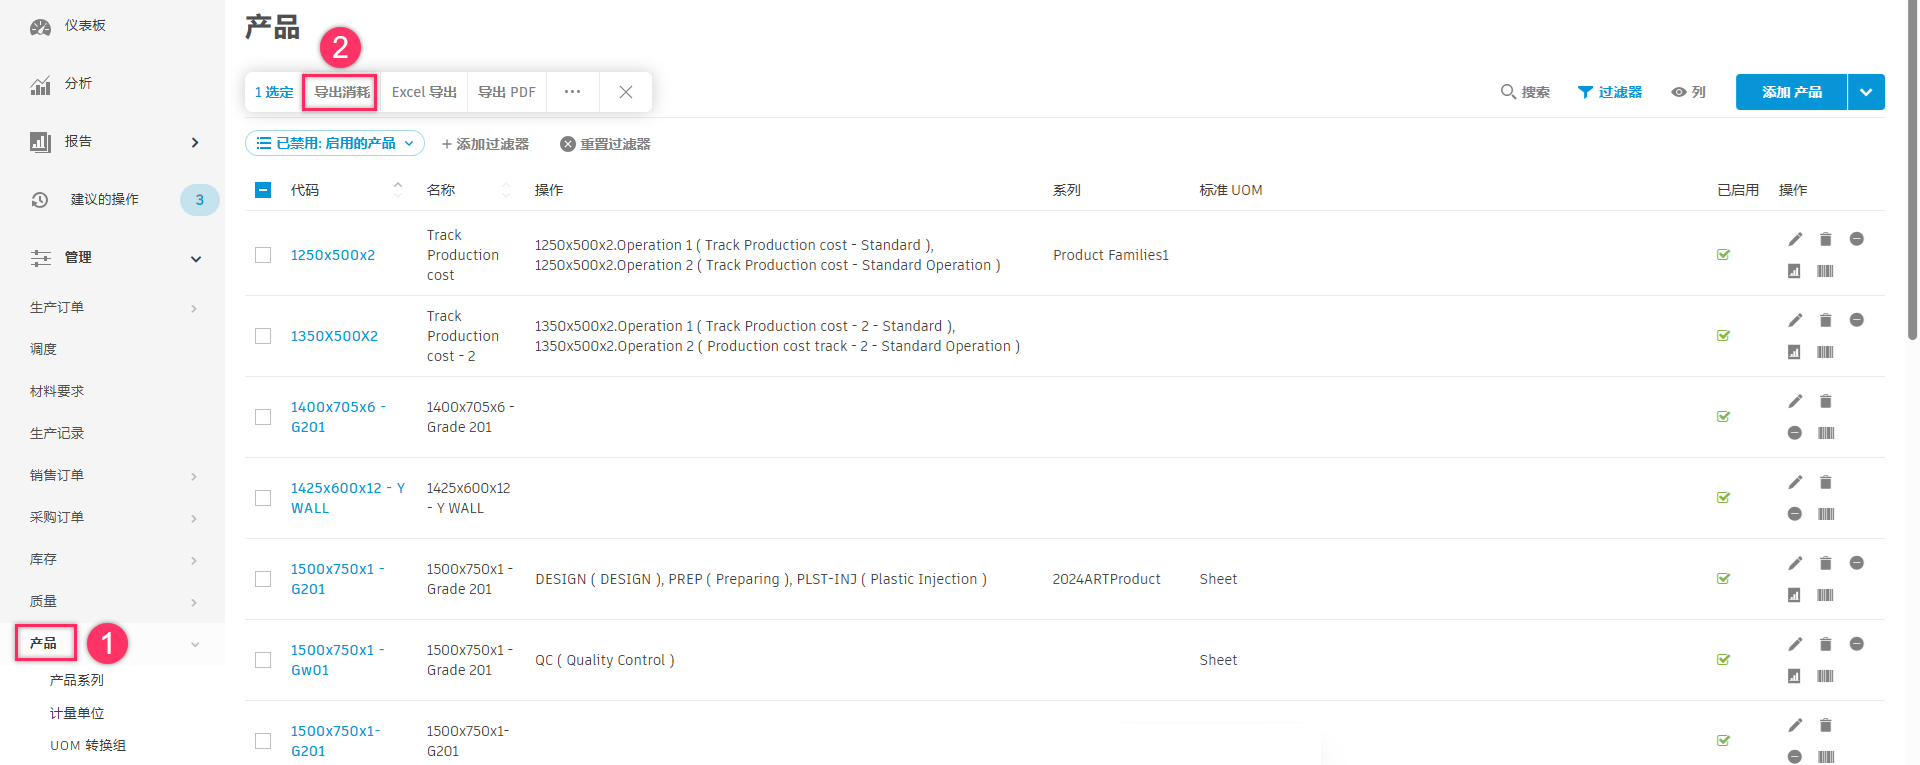 仪表板
分析
报告
建议的操作 3
管理
生产订单
调度
材料要求
生产记录
销售订单
采购订单
库存
质量
产品 1
产品系列
计量单位
UOM 转换组
产品
2
1 选定 导出消耗 Excel 导出 导出 PDF ···
搜索 过滤器 列 添加 产品
已禁用: 启用的产品 + 添加过滤器 重置过滤器
代码 名称 操作 系列 标准 UOM 已启用 操作
1250x500x2
Track
Production
cost
1250x500x2.Operation 1 ( Track Production cost - Standard ),
1250x500x2.Operation 2 ( Track Production cost - Standard Operation )
Product Families1
1350X500X2
Track
Production
cost - 2
1350x500x2.Operation 1 ( Track Production cost - 2 - Standard ),
1350x500x2.Operation 2 ( Production cost track - 2 - Standard Operation )
1400x705x6 -
G201
1400x705x6 -
Grade 201
1425x600x12 - Y
WALL
1425x600x12
- Y WALL
1500x750x1 -
G201
1500x750x1 -
Grade 201
DESIGN ( DESIGN ), PREP ( Preparing ), PLST-INJ ( Plastic Injection )
2024ARTProduct
Sheet
1500x750x1 -
Gw01
1500x750x1 -
Grade 201
QC ( Quality Control )
Sheet
1500x750x1-
G201
1500x750x1-
G201